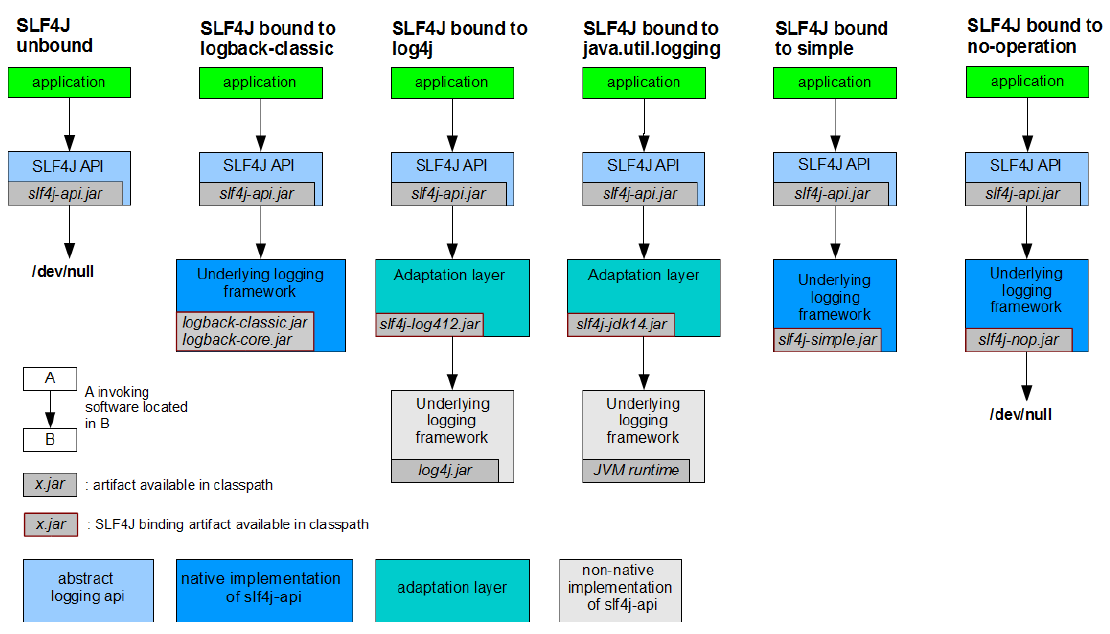 SLF4J
unbound
SLF4J bound to
logback-classic
SLF4J bound to
log4j
SLF4J bound to
java.util.logging
SLF4J bound
to simple
SLF4J bound to
no-operation
application
application
application
application
application
application
SLF4J API
slf4j-api.jar
SLF4J API
slf4j-api.jar
SLF4J API
slf4j-api.jar
SLF4J API
slf4j-api.jar
SLF4J API
slf4j-api.jar
SLF4J API
slf4j-api.jar
/dev/null
Underlying logging
framework
logback-classic.jar
logback-core.jar
Adaptation layer
slf4j-log412.jar
Adaptation layer
slf4j-jdk14.jar
Underlying
logging
framework
slf4j-simple.jar
Underlying
logging
framework
slf4j-nop.jar
A
B
A invoking
software located
in B
Underlying
logging
framework
log4j.jar
Underlying
logging
framework
JVM runtime
/dev/null
x.jar
: artifact available in classpath
x.jar
: SLF4J binding artifact available in classpath
abstract
logging api
native implementation
of slf4j-api
adaptation layer
non-native
implementation
of slf4j-api